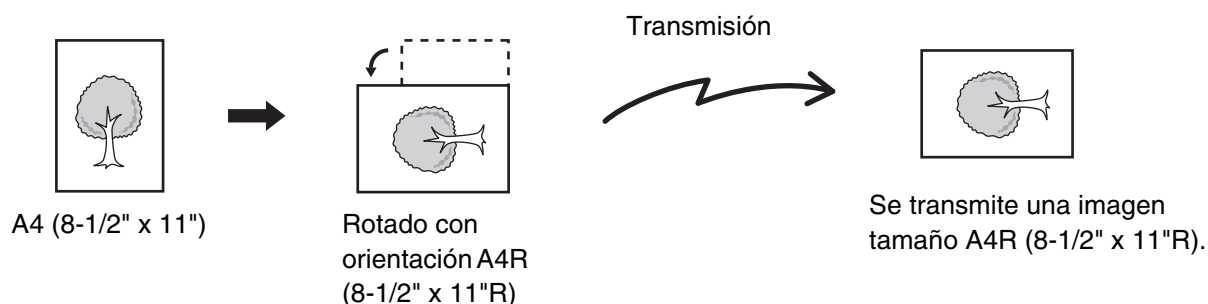 Transmisión
A4 (8-1/2" x 11")
Rotado con
orientación A4R
(8-1/2" x 11"R)
Se transmite una imagen
tamaño A4R (8-1/2" x 11"R).